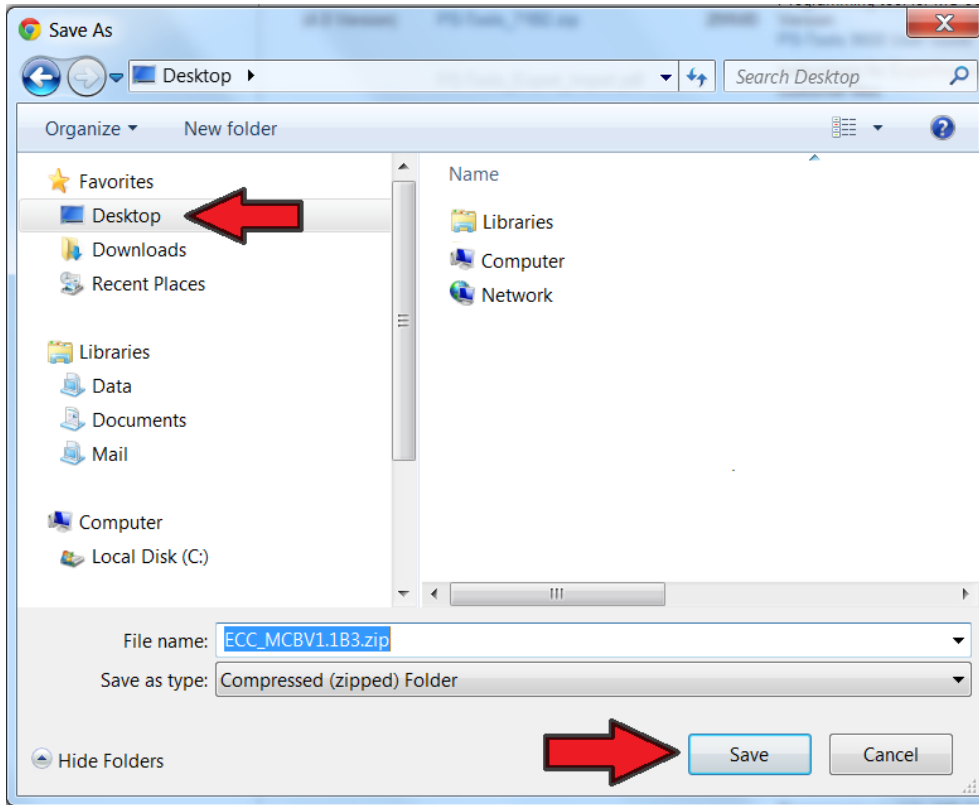 Save As
Desktop
Search Desktop
Organize
New folder
Favorites
Desktop
Downloads
Recent Places
Libraries
Data
Documents
Mail
Computer
Local Disk (C:)
Name
Libraries
Computer
Network
File name: ECC_MCBV1.1B3.zip
Save as type: Compressed (zipped) Folder
Hide Folders
Save
Cancel